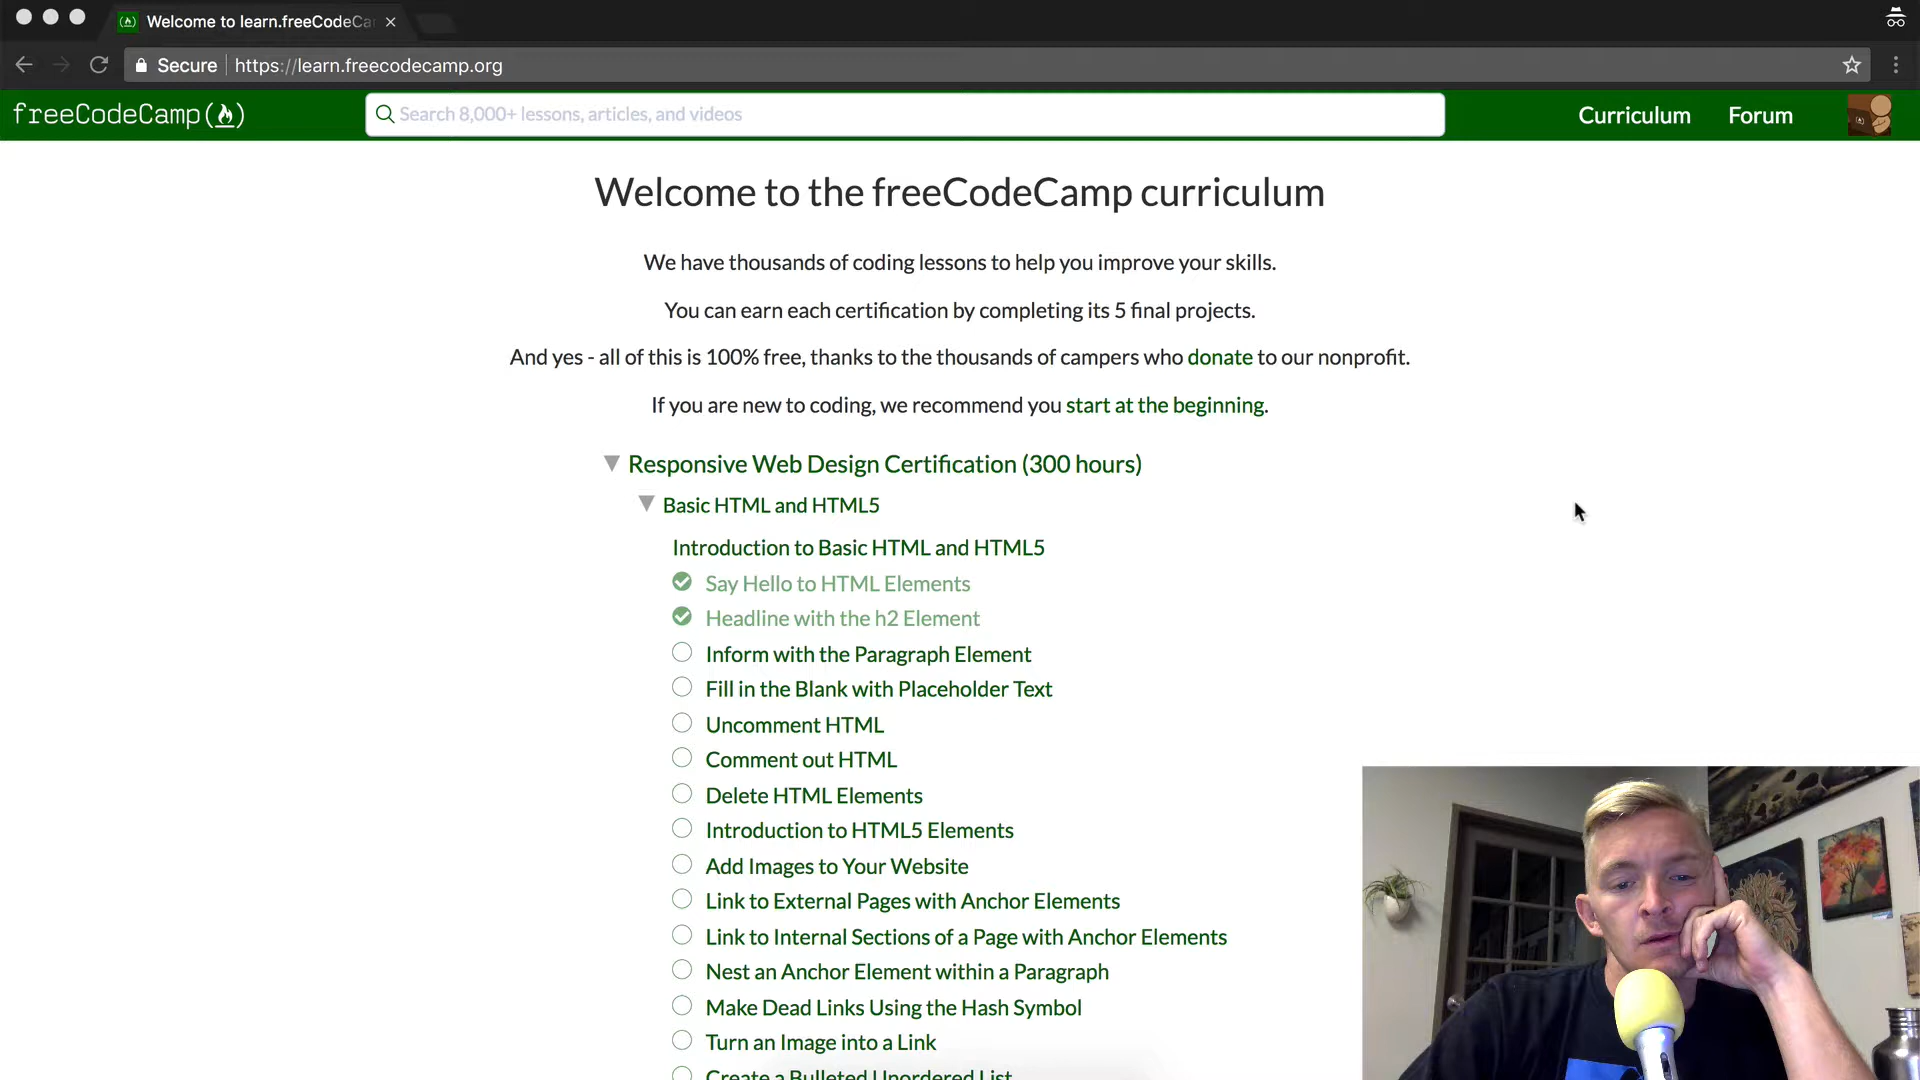 Welcome to learn.freeCodeCa
Secure
https://learn.freecodecamp.org
freeCodeCamp
Search 8,000+ lessons, articles, and videos
Curriculum
Forum
Welcome to the freeCodeCamp curriculum
We have thousands of coding lessons to help you improve your skills.
You can earn each certification by completing its 5 final projects.
And yes - all of this is 100% free, thanks to the thousands of campers who donate to our nonprofit.
If you are new to coding, we recommend you start at the beginning.
Responsive Web Design Certification (300 hours)
Basic HTML and HTML5
Introduction to Basic HTML and HTML5
Say Hello to HTML Elements
Headline with the h2 Element
Inform with the Paragraph Element
Fill in the Blank with Placeholder Text
Uncomment HTML
Comment out HTML
Delete HTML Elements
Introduction to HTML5 Elements
Add Images to Your Website
Link to External Pages with Anchor Elements
Link to Internal Sections of a Page with Anchor Elements
Nest an Anchor Element within a Paragraph
Make Dead Links Using the Hash Symbol
Turn an Image into a Link
Create a Bulleted Unordered List